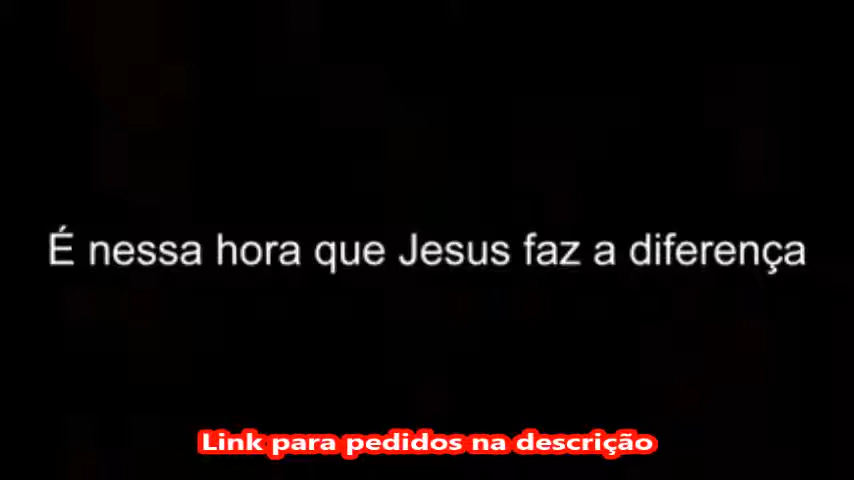 É nessa hora que Jesus faz a diferença
Link para pedidos na descrição